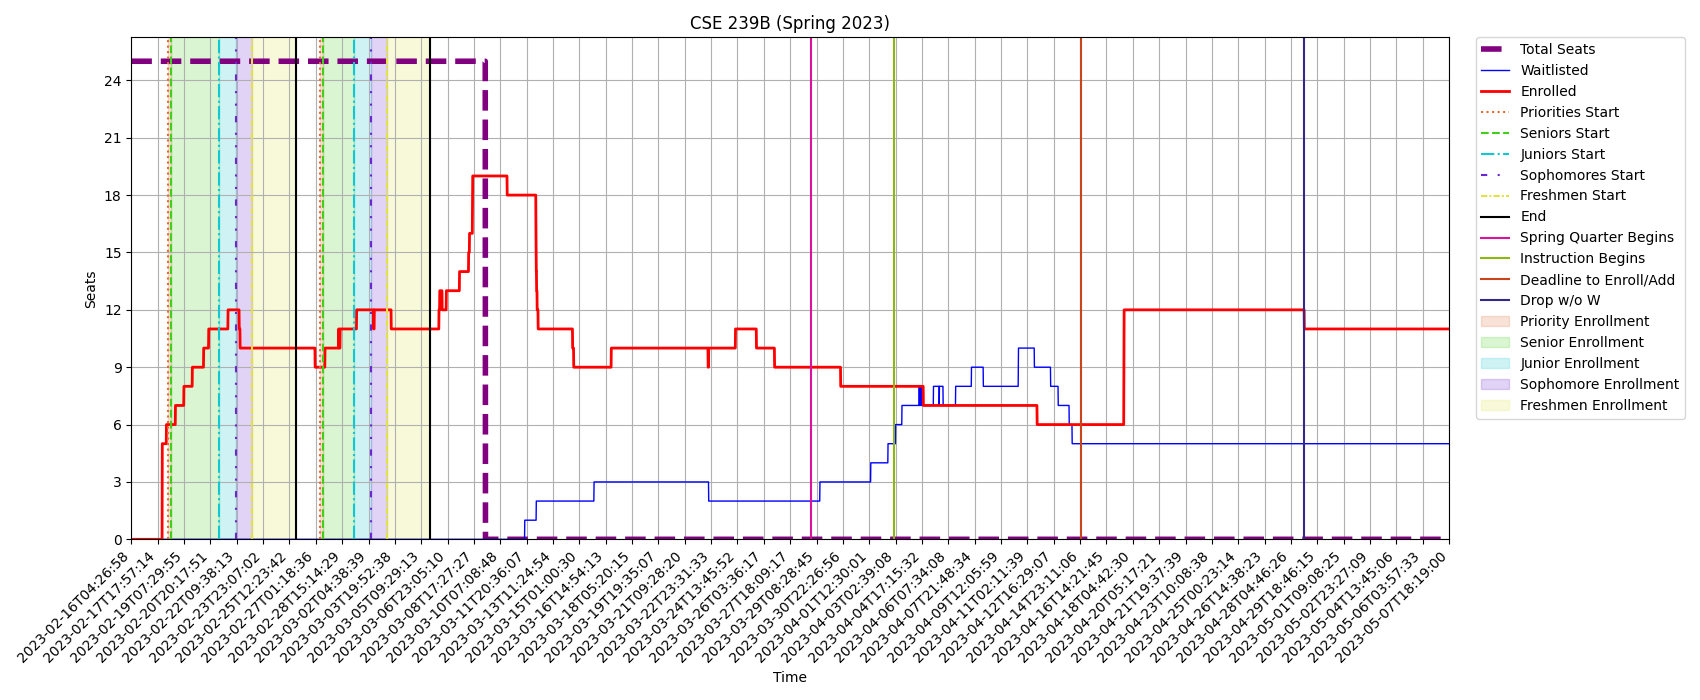 CSE 239B (Spring 2023)
Seats
24
21
18
15
12
9
6
3
0
2023-02-16T04:26:58
2023-02-17T17:57:14
2023-02-19T07:29:55
2023-02-20T20:17:51
2023-02-22T09:38:13
2023-02-23T23:07:02
2023-02-25T12:23:42
2023-02-27T01:18:36
2023-02-28T15:14:29
2023-03-02T04:38:39
2023-03-03T19:52:38
2023-03-05T09:29:13
2023-03-06T23:05:10
2023-03-08T17:27:27
2023-03-10T07:08:48
2023-03-11T20:36:07
2023-03-13T11:24:54
2023-03-15T01:00:30
2023-03-16T14:54:13
2023-03-18T05:20:15
2023-03-19T19:35:07
2023-03-21T09:28:20
2023-03-22T23:31:33
2023-03-24T13:45:52
2023-03-26T03:36:17
2023-03-27T18:09:17
2023-03-29T08:28:45
2023-03-30T22:26:56
2023-04-01T12:30:01
2023-04-03T02:39:08
2023-04-04T17:15:32
2023-04-06T07:34:08
2023-04-07T21:48:34
2023-04-09T12:05:59
2023-04-11T02:11:39
2023-04-12T16:29:07
2023-04-14T23:11:06
2023-04-16T14:21:45
2023-04-18T04:42:30
2023-04-20T05:17:21
2023-04-21T19:37:39
2023-04-23T10:08:38
2023-04-25T00:23:14
2023-04-26T14:38:23
2023-04-28T04:46:26
2023-04-29T18:46:15
2023-05-01T09:08:25
2023-05-02T23:27:09
2023-05-04T13:45:06
2023-05-06T03:57:33
2023-05-07T18:19:00
Time
Total Seats
Waitlisted
Enrolled
Priorities Start
Seniors Start
Juniors Start
Sophomores Start
Freshmen Start
End
Spring Quarter Begins
Instruction Begins
Deadline to Enroll/Add
Drop w/o W
Priority Enrollment
Senior Enrollment
Junior Enrollment
Sophomore Enrollment
Freshmen Enrollment